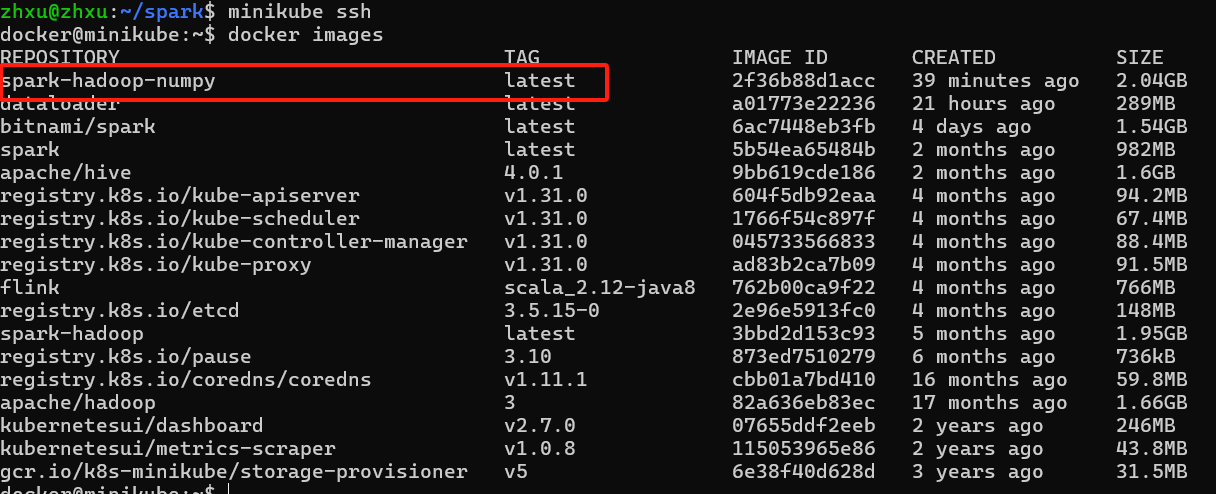 zhxu@zhxu:~/spark$ minikube ssh
docker@minikube:~$ docker images
REPOSITORY TAG IMAGE ID CREATED SIZE
spark-hadoop-numpy latest 2f36b88d1acc 39 minutes ago 2.04GB
dataloader latest a01773e22236 21 hours ago 289MB
bitnami/spark latest 6ac7448eb3fb 4 days ago 1.54GB
spark latest 5b54ea65484b 2 months ago 982MB
apache/hive 4.0.1 9bb619cde186 2 months ago 1.6GB
registry.k8s.io/kube-apiserver v1.31.0 604f5db92eaa 4 months ago 94.2MB
registry.k8s.io/kube-scheduler v1.31.0 1766f54c897f 4 months ago 67.4MB
registry.k8s.io/kube-controller-manager v1.31.0 045733566833 4 months ago 88.4MB
registry.k8s.io/kube-proxy v1.31.0 ad83b2ca7b09 4 months ago 91.5MB
flink scala_2.12-java8 762b00ca9f22 4 months ago 766MB
registry.k8s.io/etcd 3.5.15-0 2e96e5913fc0 4 months ago 148MB
spark-hadoop latest 3bbd2d153c93 5 months ago 1.95GB
registry.k8s.io/pause 3.10 873ed7510279 6 months ago 736kB
registry.k8s.io/coredns/coredns v1.11.1 cbb01a7bd410 16 months ago 59.8MB
apache/hadoop 3 82a636eb83ec 17 months ago 1.66GB
kubernetesui/dashboard v2.7.0 07655ddf2eeb 2 years ago 246MB
kubernetesui/metrics-scraper v1.0.8 115053965e86 2 years ago 43.8MB
gcr.io/k8s-minikube/storage-provisioner v5 6e38f40d628d 3 years ago 31.5MB
docker@minikube:~$